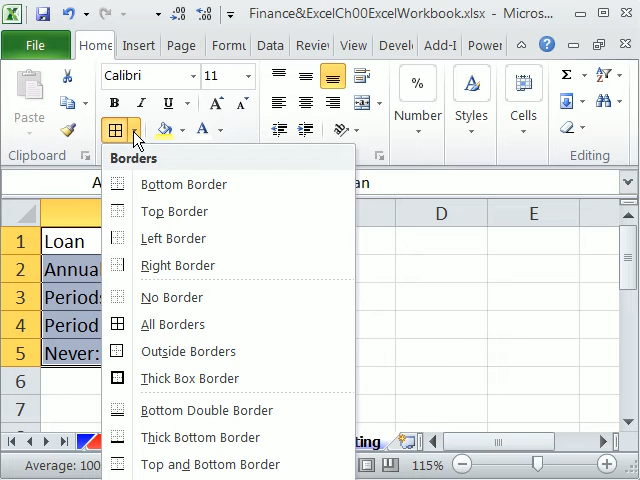 Finance&ExcelCh00ExcelWorkbook.xlsx - Micros...
File Home Insert Page Formu Data Review View Devel Add-I Power
Paste
Calibri 11
B I U A A
A
% Number
A Styles
Cells
Σ
Clipboard Editing
Borders
A an
D E
Bottom Border
Top Border
Left Border
Right Border
No Border
All Borders
Outside Borders
Thick Box Border
Bottom Double Border
Thick Bottom Border
Top and Bottom Border
1 Loan
2 Annual
3 Periods
4 Period
5 Never:
6
7
ting
Average: 100 115%